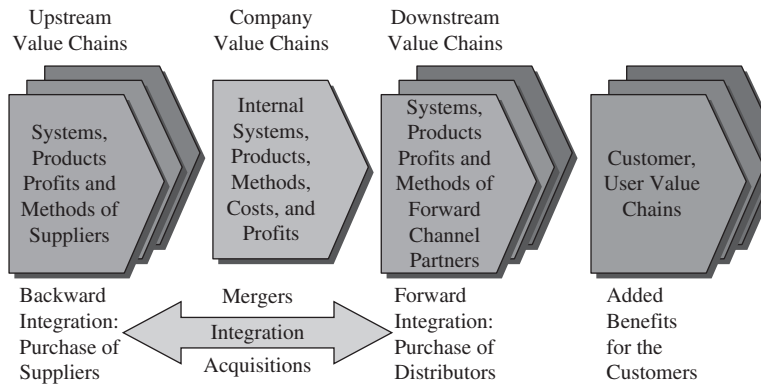 Upstream
Value Chains
Company
Value Chains
Downstream
Value Chains
Systems,
Products
Profits and
Methods of
Suppliers
Internal
Systems,
Products,
Methods,
Costs, and
Profits
Systems,
Products
Profits and
Methods of
Forward
Channel
Partners
Customer,
User Value
Chains
Backward
Integration:
Purchase of
Suppliers
Mergers
Integration
Acquisitions
Forward
Integration:
Purchase of
Distributors
Added
Benefits
for the
Customers